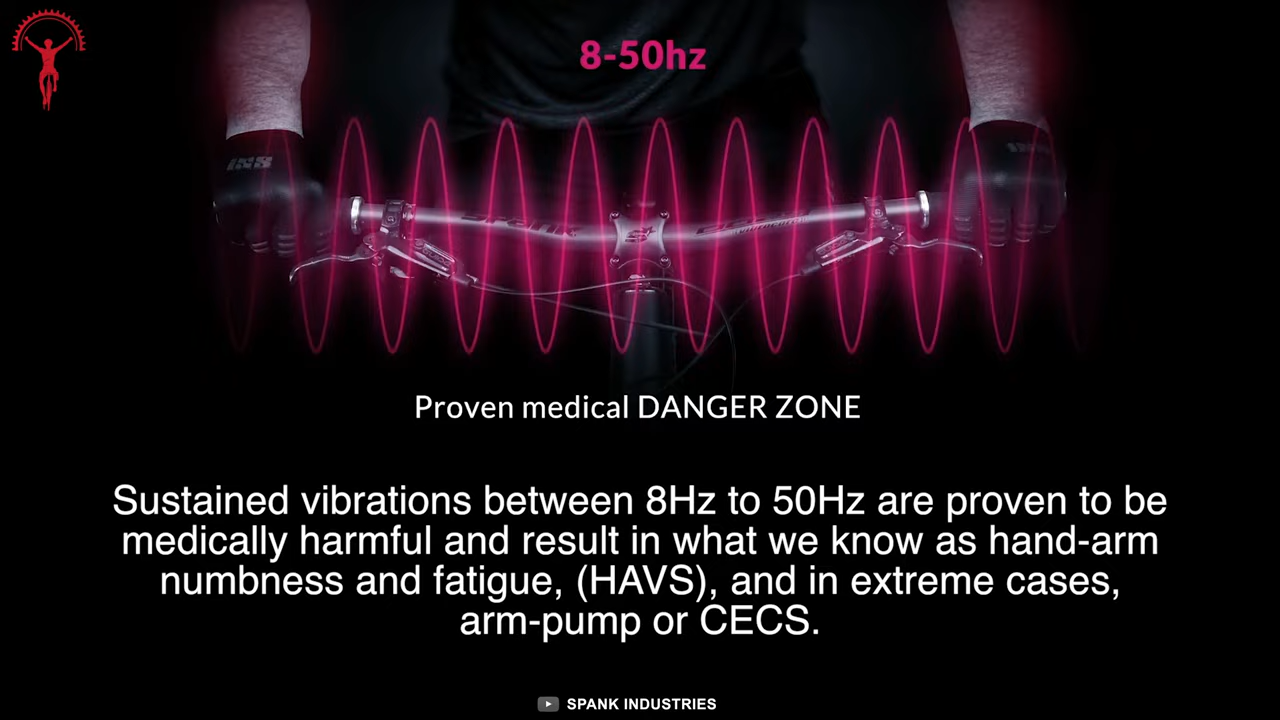 8-50hz
spank
Proven medical DANGER ZONE
Sustained vibrations between 8Hz to 50Hz are proven to be
medically harmful and result in what we know as hand-arm
numbness and fatigue, (HAVS), and in extreme cases,
arm-pump or CECS.
SPANK INDUSTRIES